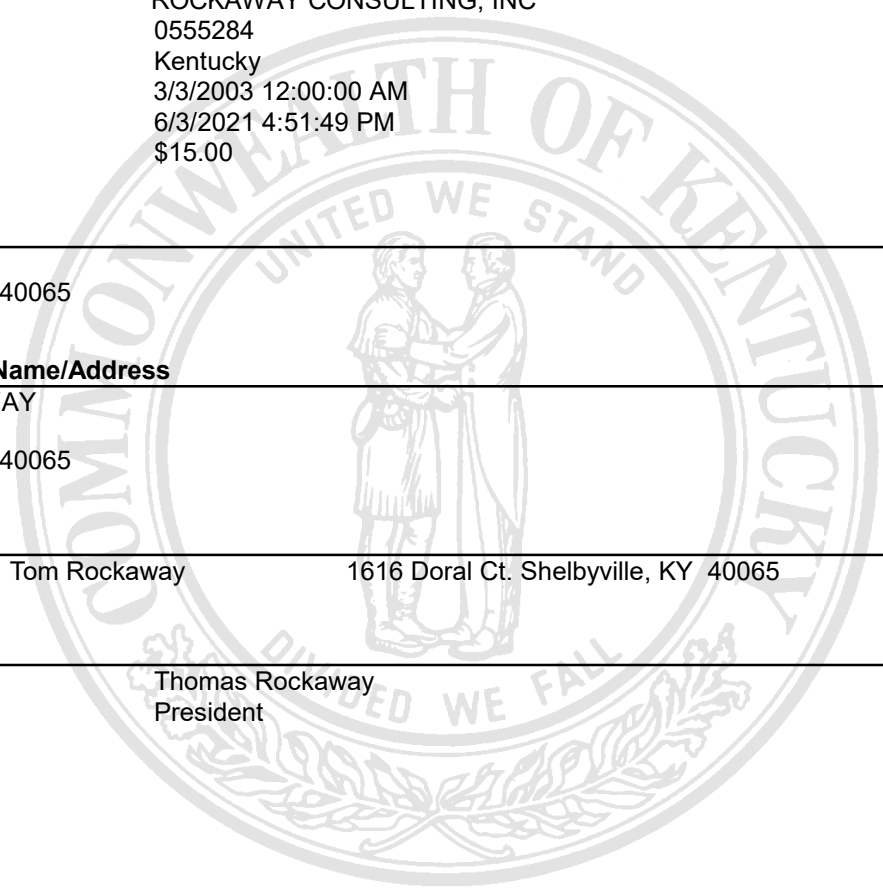 ROCKAWAY CONSULTING, INC
0555284
Kentucky
3/3/2003 12:00:00 AM
6/3/2021 4:51:49 PM
$15.00
40065
Name/Address
AY
40065
Tom Rockaway 1616 Doral Ct. Shelbyville, KY 40065
Thomas Rockaway
President
COMMONWEALTH OF KENTUCKY
UNITED WE STAND
DIVIDED WE FALL